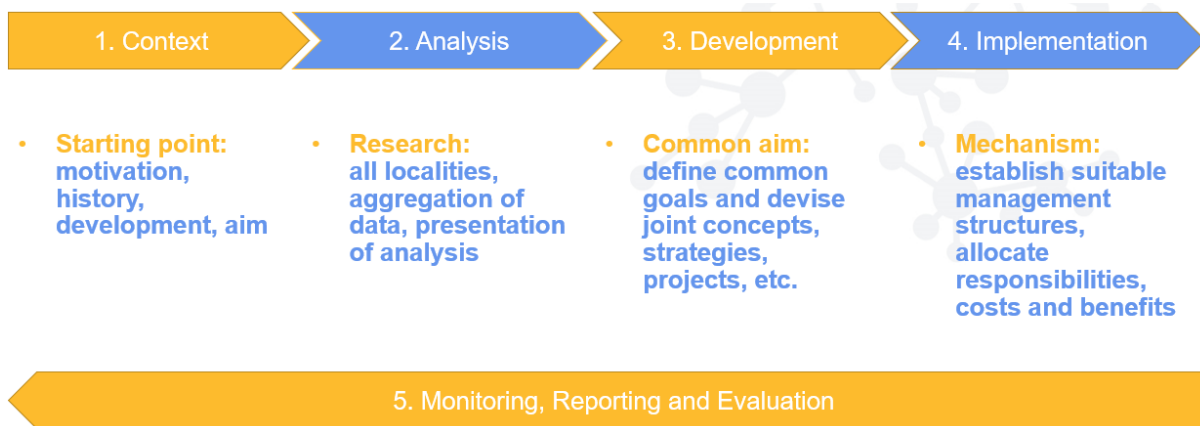 1. Context
2. Analysis
3. Development
4. Implementation
• Starting point:
motivation,
history,
development, aim
• Research:
all localities,
aggregation of
data, presentation
of analysis
• Common aim:
define common
goals and devise
joint concepts,
strategies,
projects, etc.
• Mechanism:
establish suitable
management
structures,
allocate
responsibilities,
costs and benefits
5. Monitoring, Reporting and Evaluation